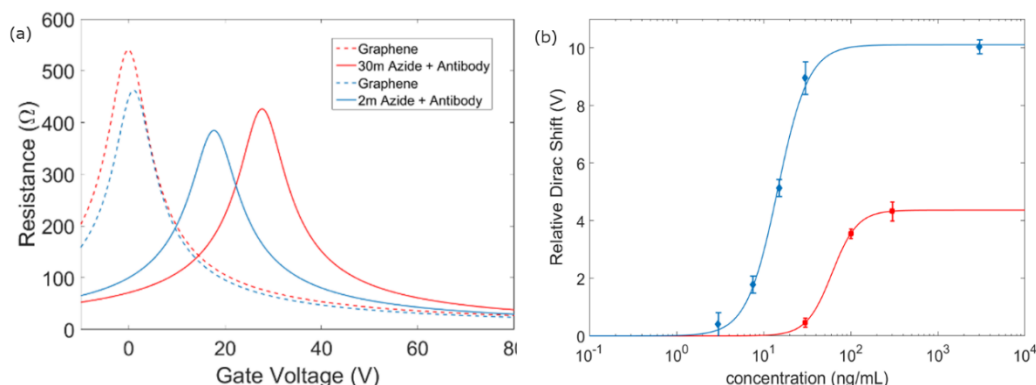 (a)
600
500
400
300
200
100
0
Resistance (Ω)
0
20
40
60
80
Gate Voltage (V)
Graphene
30m Azide + Antibody
Graphene
2m Azide + Antibody
(b)
10
8
6
4
2
0
Relative Dirac Shift (V)
10-1
100
101
102
103
104
concentration (ng/mL)